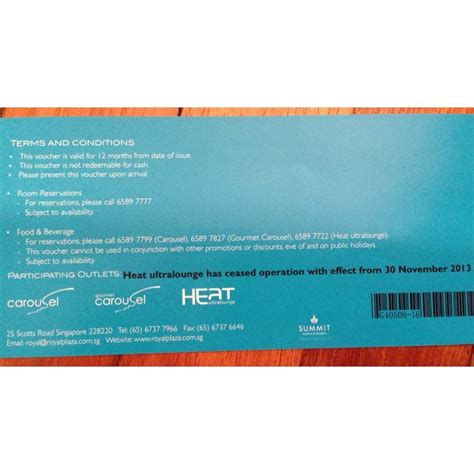 TERMS AND CONDITIONS
• This voucher is valid for 12 months from date of issue.
• This voucher is not redeemable for cash.
• Please present this voucher upon arrival.
• Room Reservations
- For reservations, please call 6589 7777.
- Subject to availability.
• Food & Beverage
- For reservations, please call 6589 7799 (Carousel), 6589 7827 (Gourmet Carousel), 6589 7722 (Heat ultralounge).
- This voucher cannot be used in conjunction with other promotions or discounts, eve of and on public holidays.
- Subject to availability.
PARTICIPATING OUTLETS: Heat ultralounge has ceased operation with effect from 30 November 2013
carousel
carousel
HEAT
ultralounge
G40508-16
25 Scotts Road Singapore 228220 Tel: (65) 6737 7966 Fax: (65) 6737 6646
Email: royal@royalplaza.com.sg Website: www.royalplaza.com.sg
SUMMIT